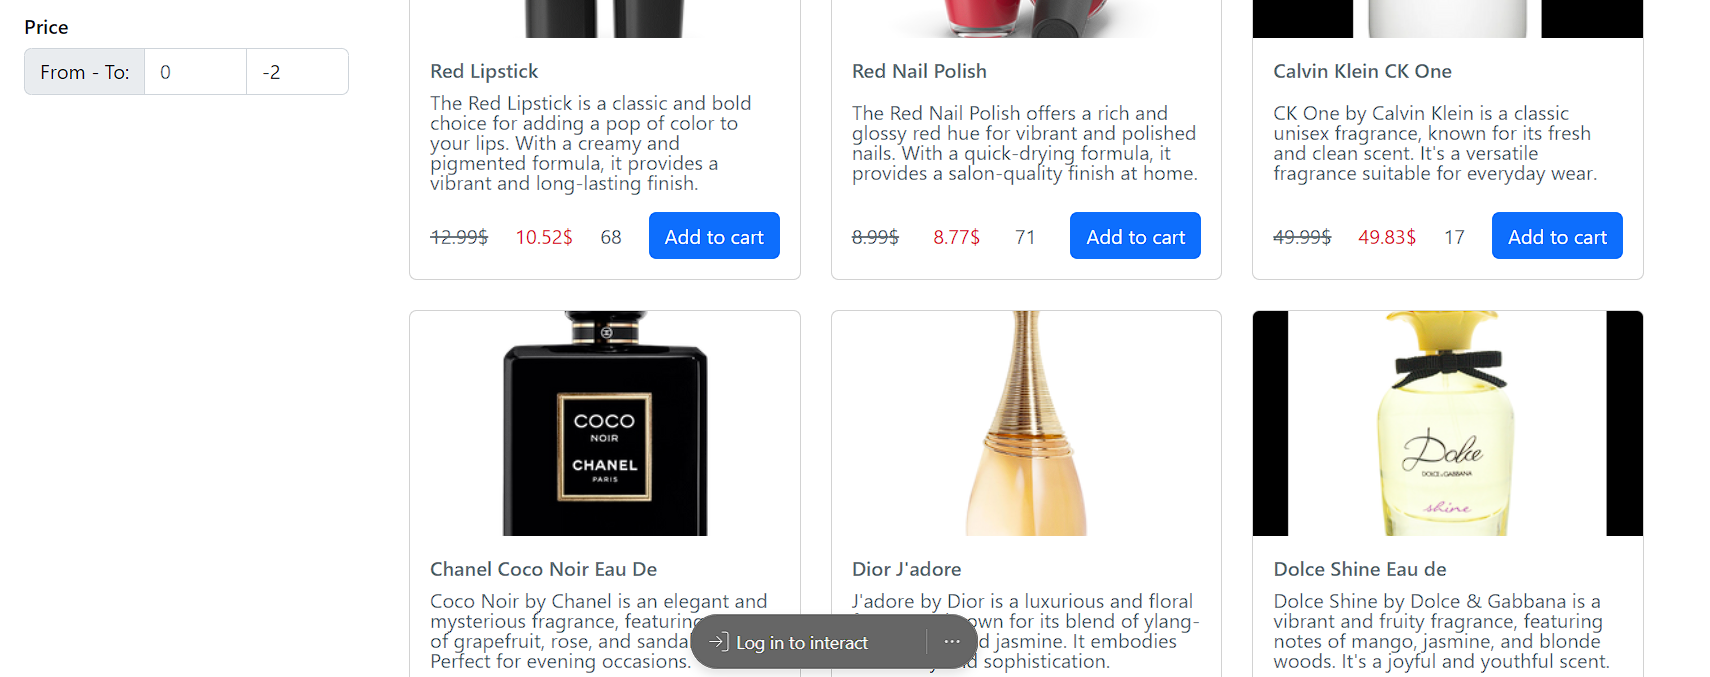 Price
From - To: 0 -2
Red Lipstick
The Red Lipstick is a classic and bold
choice for adding a pop of color to
your lips. With a creamy and
pigmented formula, it provides a
vibrant and long-lasting finish.
12.99$ 10.52$ 68 Add to cart
Red Nail Polish
The Red Nail Polish offers a rich and
glossy red hue for vibrant and polished
nails. With a quick-drying formula, it
provides a salon-quality finish at home.
8.99$ 8.77$ 71 Add to cart
Calvin Klein CK One
CK One by Calvin Klein is a classic
unisex fragrance, known for its fresh
and clean scent. It's a versatile
fragrance suitable for everyday wear.
49.99$ 49.83$ 17 Add to cart
COCO
NOIR
CHANEL
PARIS
Chanel Coco Noir Eau De
Coco Noir by Chanel is an elegant and
mysterious fragrance, featuring
of grapefruit, rose, and
Perfect for evening occasions.
Dior J'adore
J'adore by Dior is a luxurious and floral
for its blend of ylang-
jasmine. It embodies
sophistication.
Dolce
DOLCE & GABBANA
shine
Dolce Shine Eau de
Dolce Shine by Dolce & Gabbana is a
vibrant and fruity fragrance, featuring
notes of mango, jasmine, and blonde
woods. It's a joyful and youthful scent.
Log in to interact